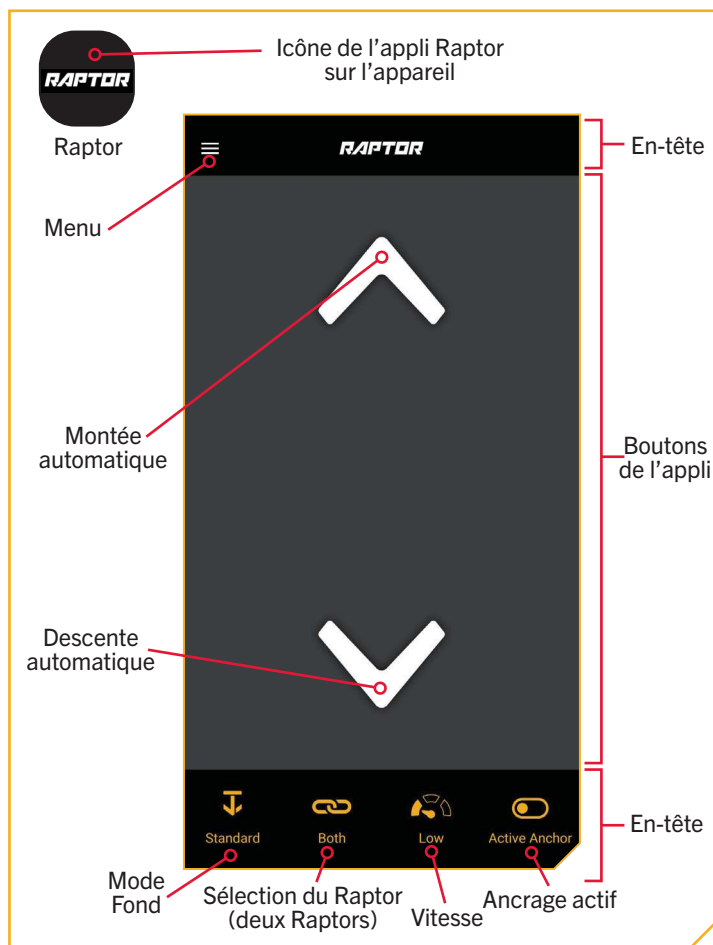 Icône de l’appli Raptor
sur l’appareil
RAPTOR
Raptor
RAPTOR
En-tête
Menu
Montée
automatique
Boutons
de l’appli
Descente
automatique
Standard
Both
Low
Active Anchor
En-tête
Mode
Fond
Sélection du Raptor
(deux Raptors)
Vitesse
Ancrage actif